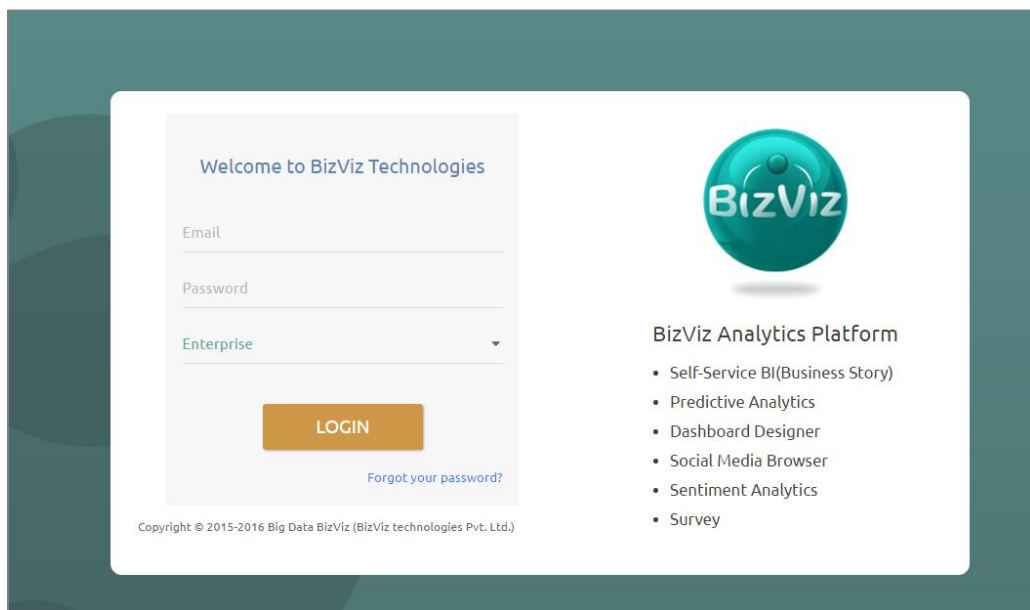 Welcome to BizViz Technologies
Email
Password
Enterprise
LOGIN
Forgot your password?
Copyright © 2015-2016 Big Data BizViz (BizViz technologies Pvt. Ltd.)
BizViz
BizViz Analytics Platform
• Self-Service BI(Business Story)
• Predictive Analytics
• Dashboard Designer
• Social Media Browser
• Sentiment Analytics
• Survey